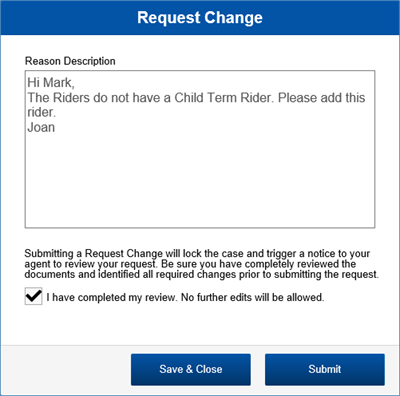 Request Change
Reason Description
Hi Mark,
The Riders do not have a Child Term Rider. Please add this
rider.
Joan
Submitting a Request Change will lock the case and trigger a notice to your
agent to review your request. Be sure you have completely reviewed the
documents and identified all required changes prior to submitting the request.
I have completed my review. No further edits will be allowed.
Save & Close
Submit